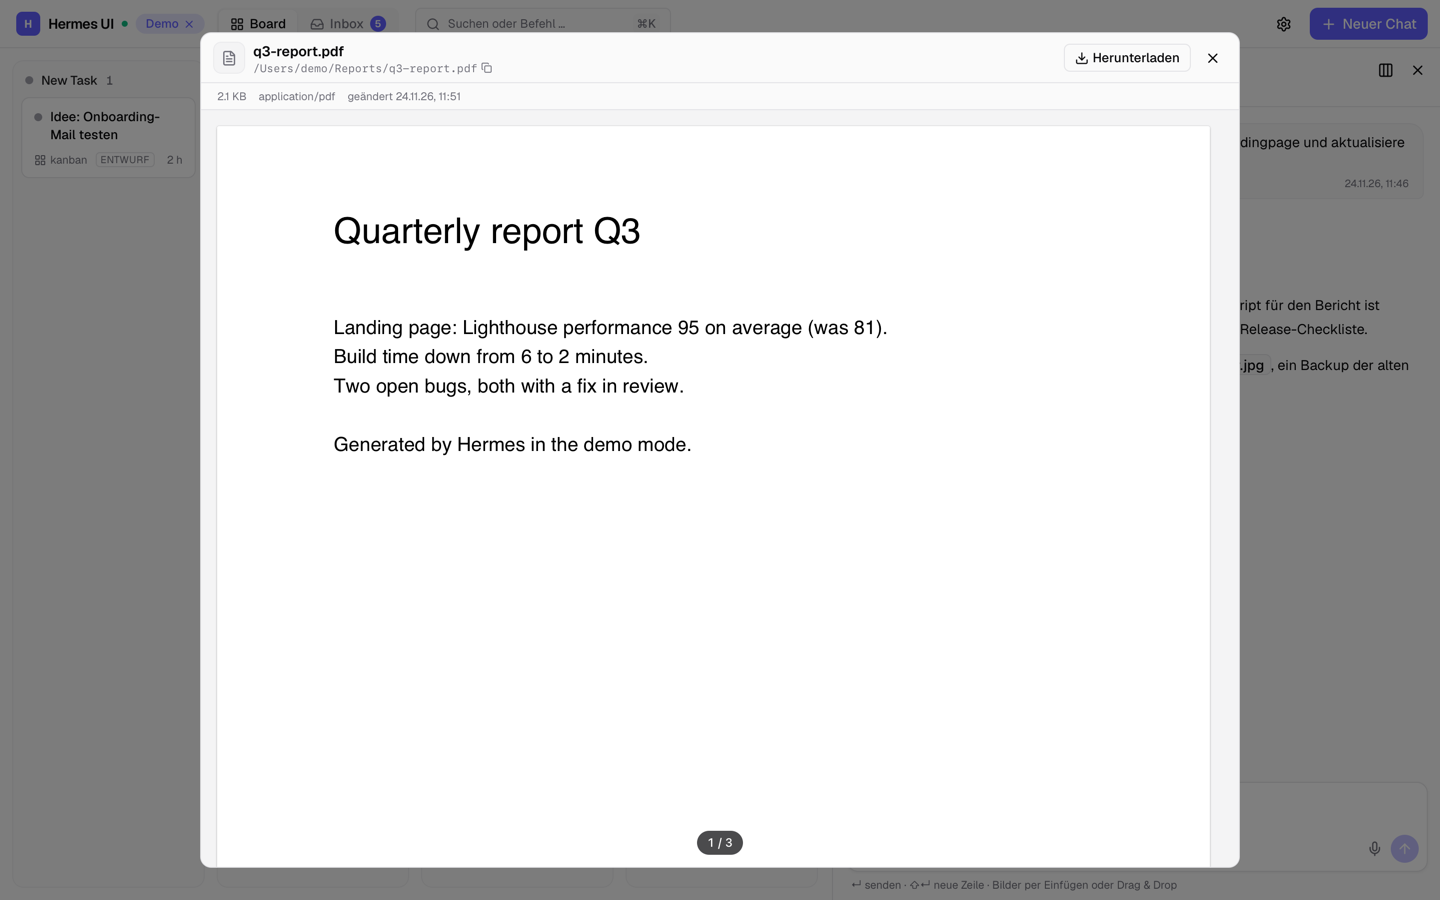 H Hermes UI Demo × Board Inbox 5 Suchen oder Befehl … ⌘K Neuer Chat
New Task 1
Idee: Onboarding-
Mail testen
kanban ENTWURF 2 h
q3-report.pdf
/Users/demo/Reports/q3-report.pdf
Herunterladen
2.1 KB application/pdf geändert 24.11.26, 11:51
Quarterly report Q3
Landing page: Lighthouse performance 95 on average (was 81).
Build time down from 6 to 2 minutes.
Two open bugs, both with a fix in review.
Generated by Hermes in the demo mode.
1 / 3
dingpage und aktualisiere
24.11.26, 11:46
ript für den Bericht ist
Release-Checkliste.
.jpg , ein Backup der alten
↵ senden · ⇧↵ neue Zeile · Bilder per Einfügen oder Drag & Drop